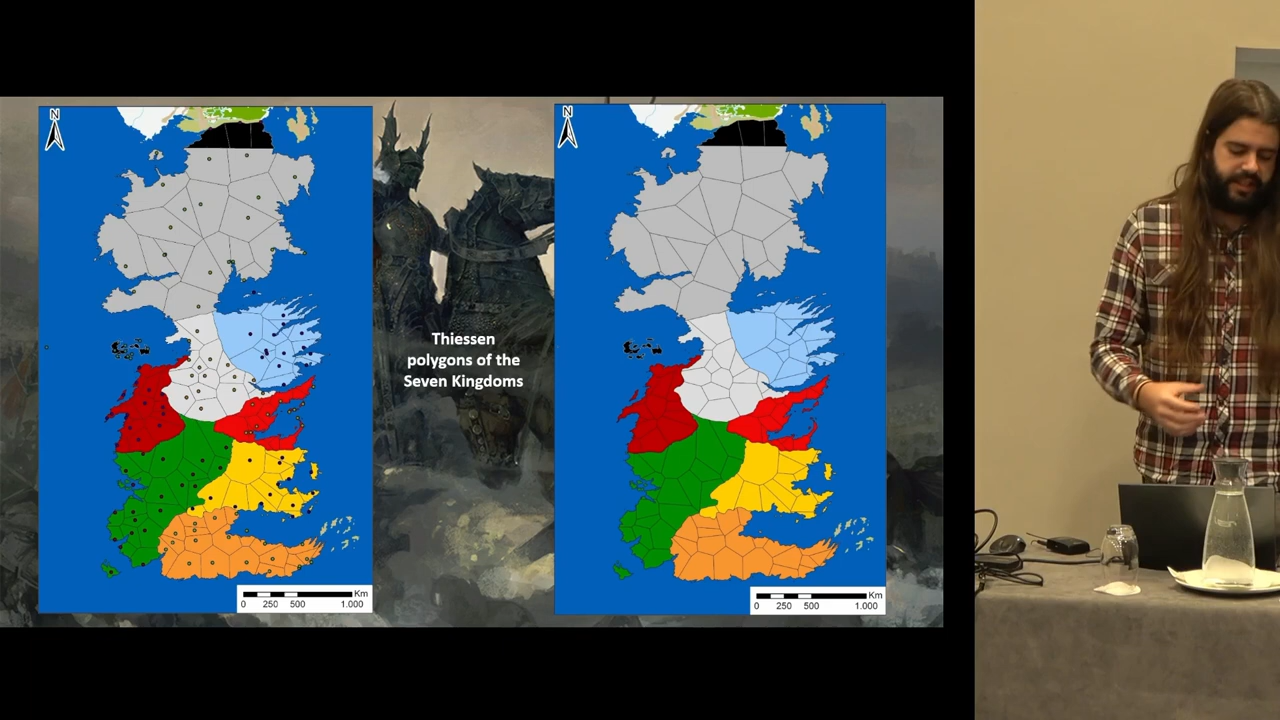 N
Km
0 250 500 1.000
Thiessen
polygons of the
Seven Kingdoms
N
Km
0 250 500 1.000